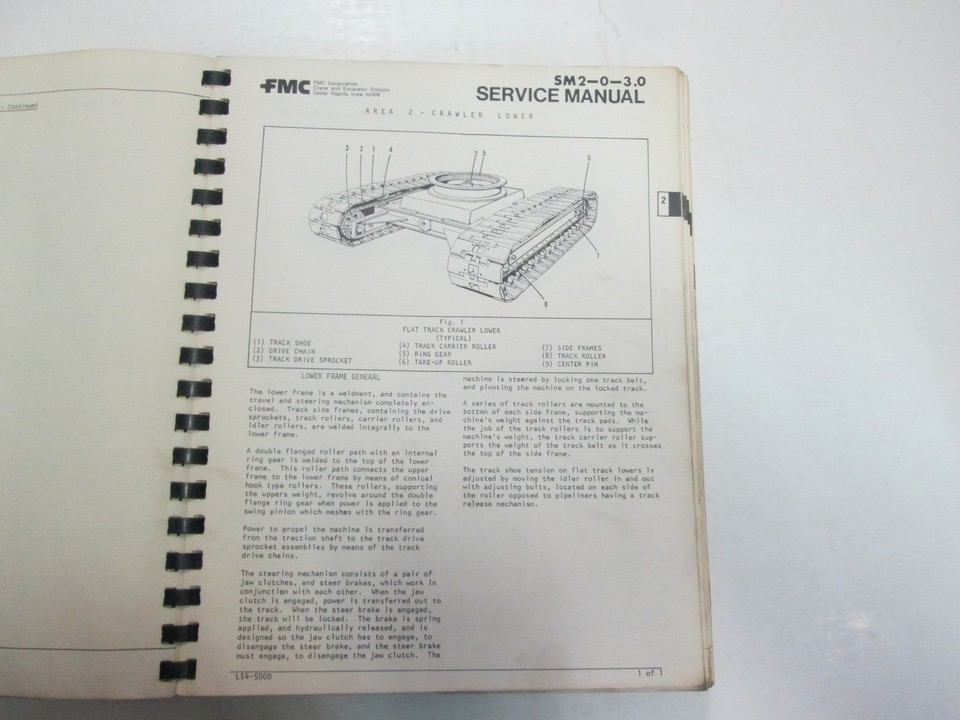 - Continued
FMC
FMC Corporation
Crane and Excavator Division
Cedar Rapids Iowa 52406
SM2-0-3.0
SERVICE MANUAL
AREA 2 - CRAWLER LOWER
3 2 1 4 9 5 6
2
7
8
Fig. 1
FLAT TRACK CRAWLER LOWER
(TYPICAL)
(1) TRACK SHOE
(2) DRIVE CHAIN
(3) TRACK DRIVE SPROCKET
(4) TRACK CARRIER ROLLER
(5) RING GEAR
(6) TAKE-UP ROLLER
(7) SIDE FRAMES
(8) TRACK ROLLER
(9) CENTER PIN
LOWER FRAME GENERAL
The lower frame is a weldment, and contains the
travel and steering mechanism completely en-
closed. Track side frames, containing the drive
sprockets, track rollers, carrier rollers, and
idler rollers, are welded integrally to the
lower frame.
A double flanged roller path with an internal
ring gear is welded to the top of the lower
frame. This roller path connects the upper
frame to the lower frame by means of conical
hook type rollers. These rollers, supporting
the uppers weight, revolve around the double
flange ring gear when power is applied to the
swing pinion which meshes with the ring gear.
Power to propel the machine is transferred
from the traction shaft to the track drive
sprocket assemblies by means of the track
drive chains.
The steering mechanism consists of a pair of
jaw clutches, and steer brakes, which work in
conjunction with each other. When the jaw
clutch is engaged, power is transferred out to
the track. When the steer brake is engaged,
the track will be locked. The brake is spring
applied, and hydraulically released, and is
designed so the jaw clutch has to engage, to
disengage the steer brake, and the steer brake
must engage, to disengage the jaw clutch. The
machine is steered by locking one track belt,
and pivoting the machine on the locked track.
A series of track rollers are mounted to the
bottom of each side frame, supporting the ma-
chine's weight against the track pads. While
the job of the track rollers is to support the
machine's weight, the track carrier roller sup-
ports the weight of the track belt as it crosses
the top of the side frame.
The track shoe tension on flat track lowers is
adjusted by moving the idler roller in and out
with adjusting bolts, located on each side of
the roller opposed to pipeliners having a track
release mechanism.
LS4-5000
1 of 1